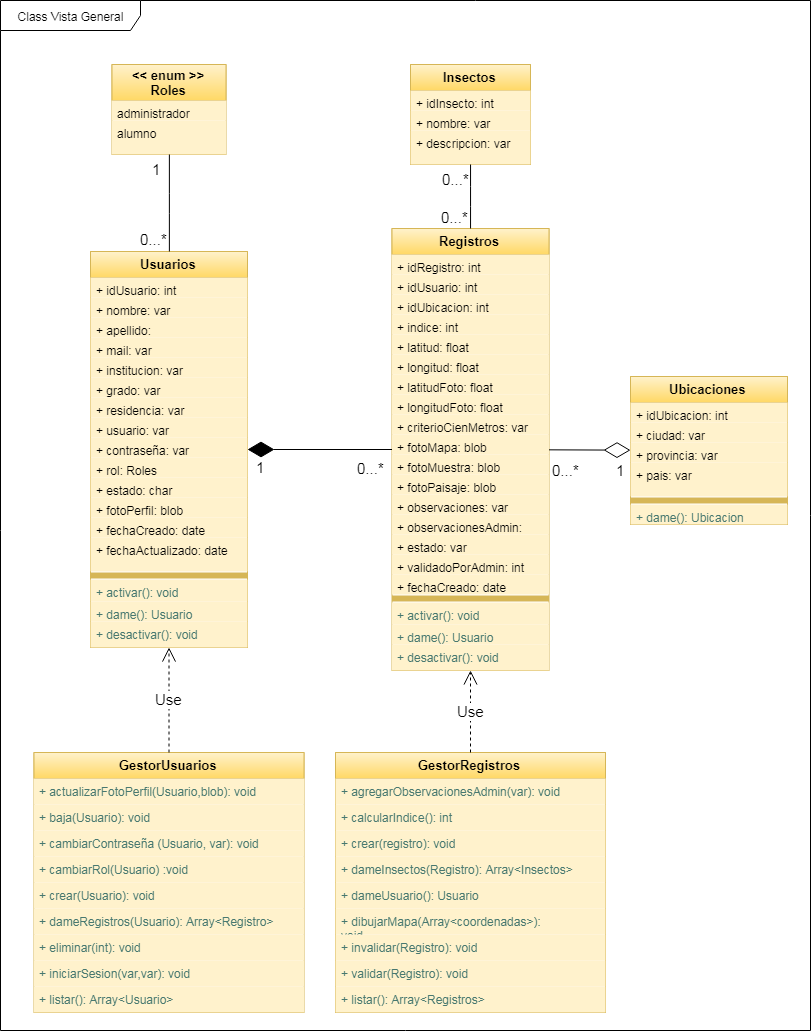 Class Vista General
<< enum >>
Roles
administrador
alumno
1
0...*
Insectos
+ idInsecto: int
+ nombre: var
+ descripcion: var
0...*
0...*
Usuarios
+ idUsuario: int
+ nombre: var
+ apellido:
+ mail: var
+ institucion: var
+ grado: var
+ residencia: var
+ usuario: var
+ contraseña: var
+ rol: Roles
+ estado: char
+ fotoPerfil: blob
+ fechaCreado: date
+ fechaActualizado: date
+ activar(): void
+ dame(): Usuario
+ desactivar(): void
1
0...*
Registros
+ idRegistro: int
+ idUsuario: int
+ idUbicacion: int
+ indice: int
+ latitud: float
+ longitud: float
+ latitudFoto: float
+ longitudFoto: float
+ criterioCienMetros: var
+ fotoMapa: blob
+ fotoMuestra: blob
+ fotoPaisaje: blob
+ observaciones: var
+ observacionesAdmin:
+ estado: var
+ validadoPorAdmin: int
+ fechaCreado: date
+ activar(): void
+ dame(): Usuario
+ desactivar(): void
0...*
1
Ubicaciones
+ idUbicacion: int
+ ciudad: var
+ provincia: var
+ pais: var
+ dame(): Ubicacion
Use
Use
GestorUsuarios
+ actualizarFotoPerfil(Usuario,blob): void
+ baja(Usuario): void
+ cambiarContraseña (Usuario, var): void
+ cambiarRol(Usuario) :void
+ crear(Usuario): void
+ dameRegistros(Usuario): Array<Registro>
+ eliminar(int): void
+ iniciarSesion(var,var): void
+ listar(): Array<Usuario>
GestorRegistros
+ agregarObservacionesAdmin(var): void
+ calcularIndice(): int
+ crear(registro): void
+ dameInsectos(Registro): Array<Insectos>
+ dameUsuario(): Usuario
+ dibujarMapa(Array<coordenadas>):
void
+ invalidar(Registro): void
+ validar(Registro): void
+ listar(): Array<Registros>